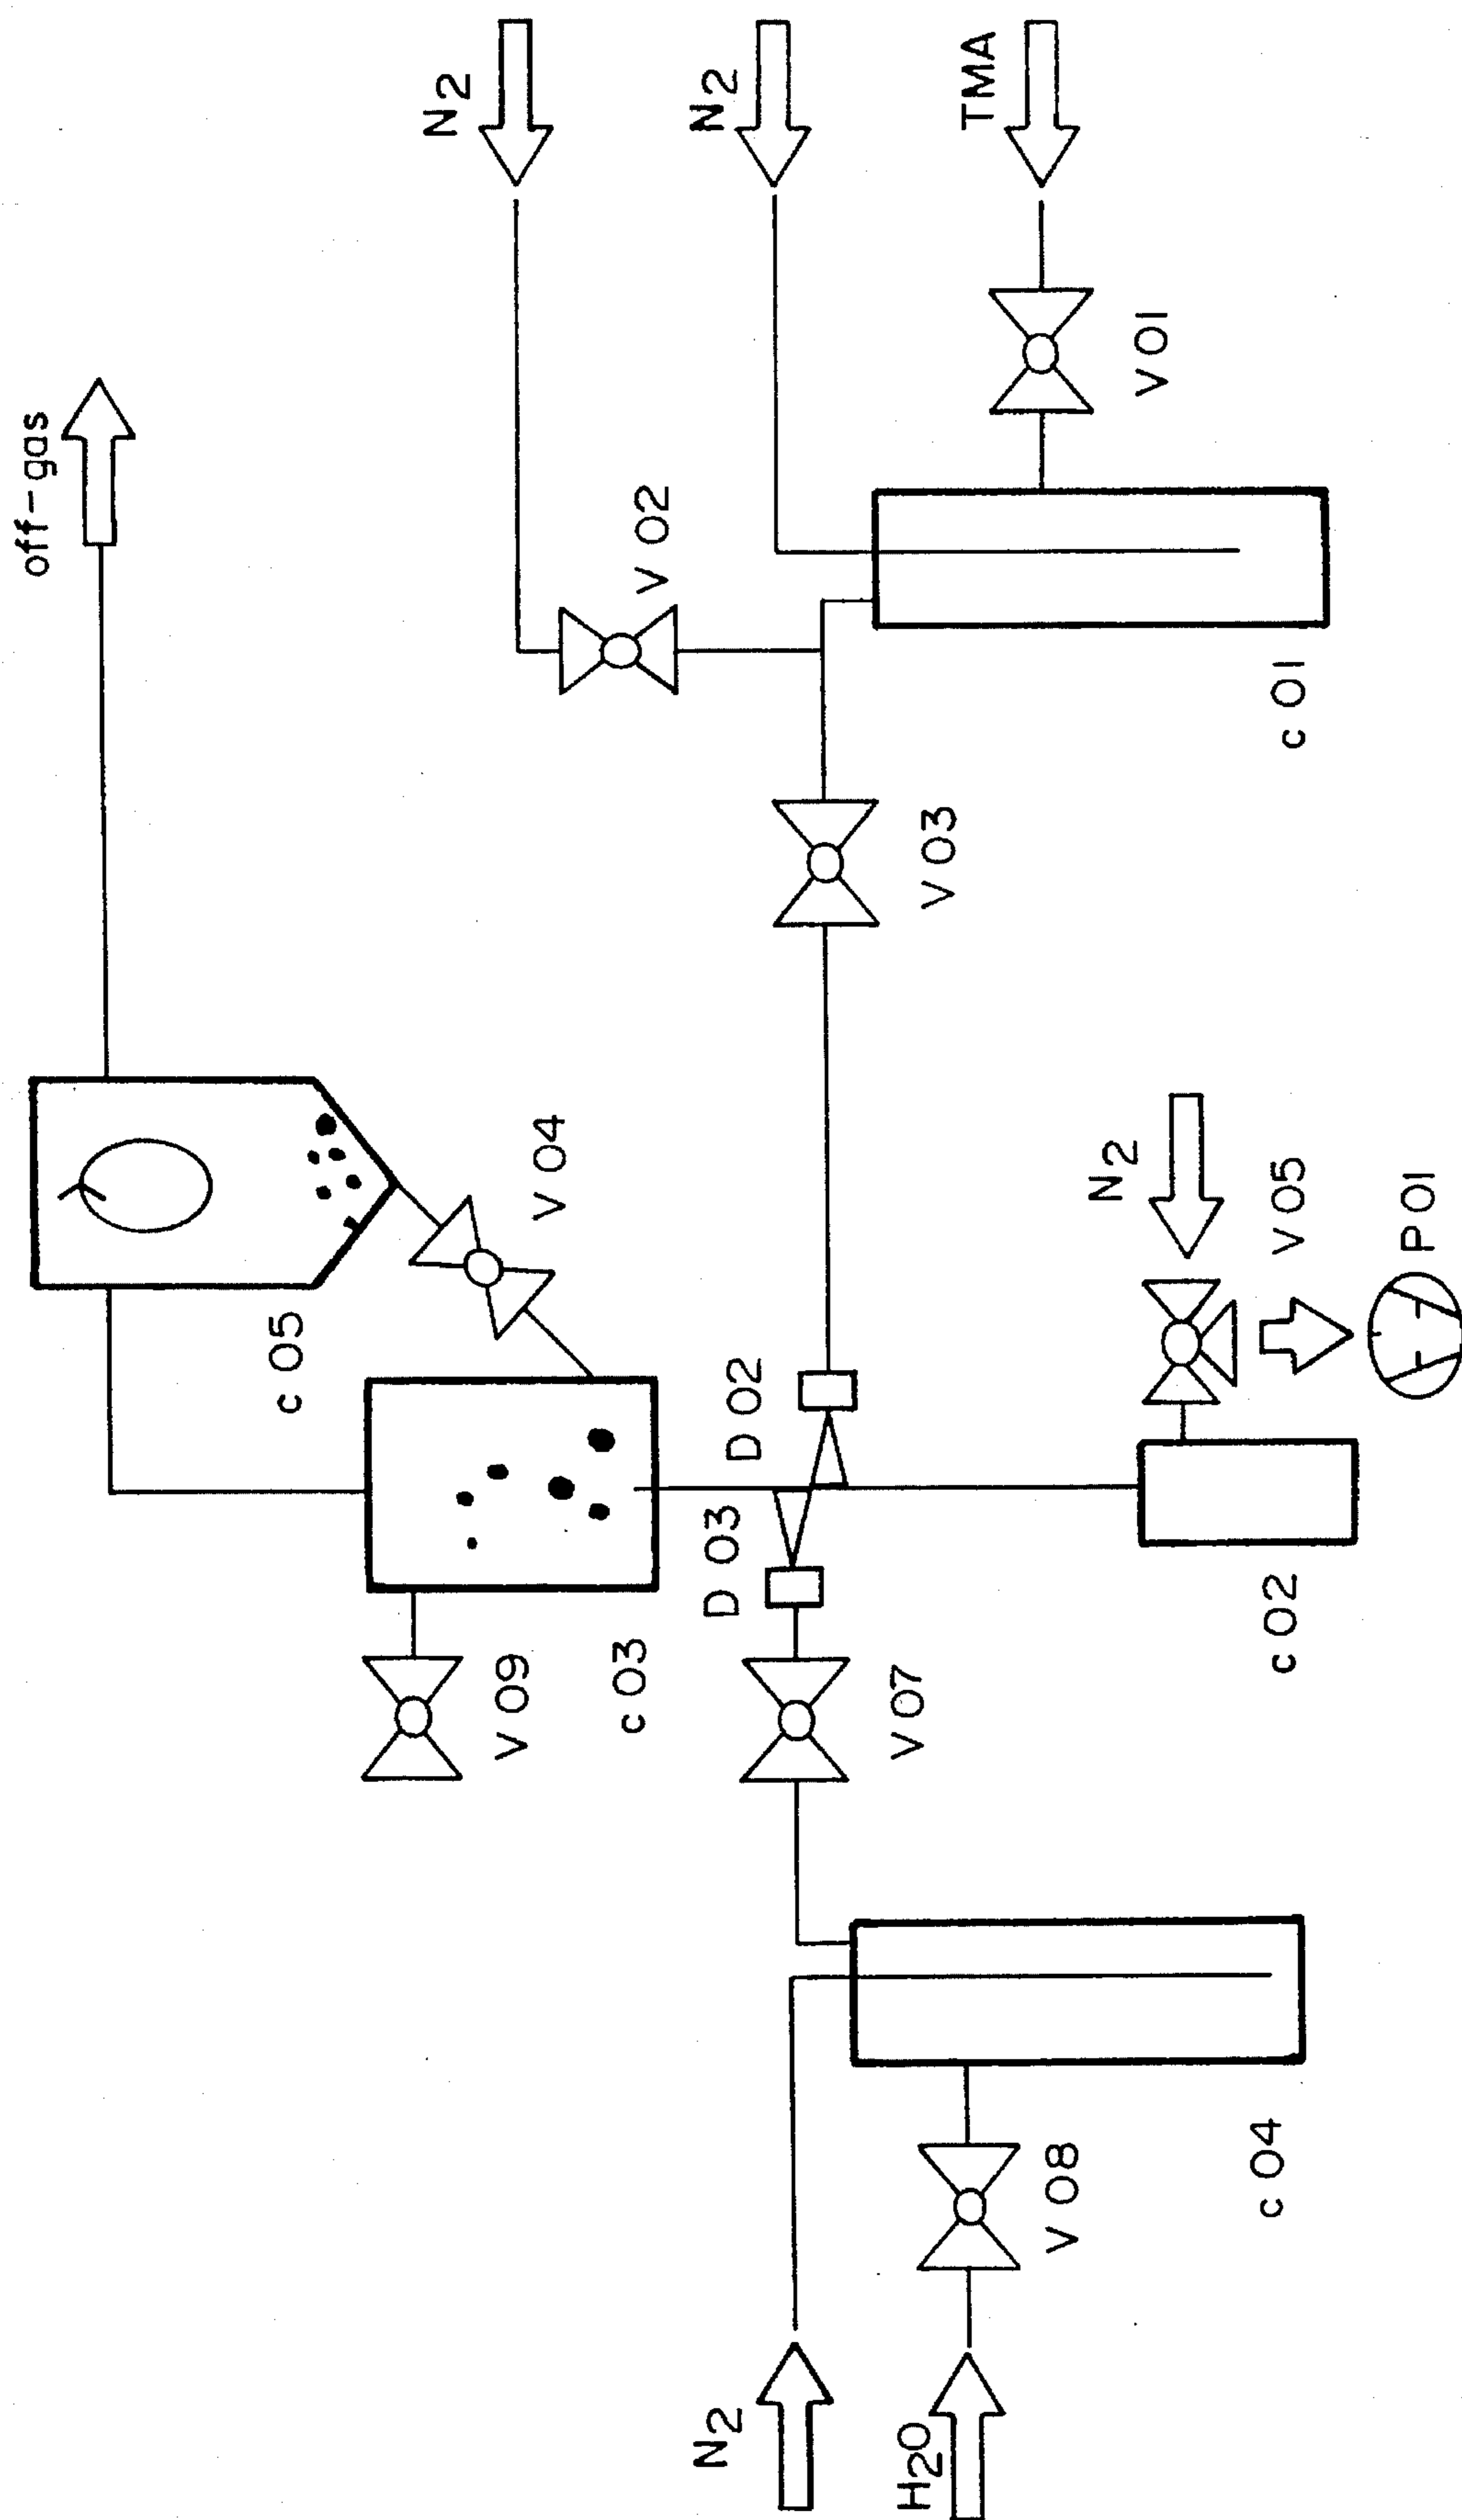 off-gas
c 05
N2
V 09
V 04
c 03
V 02
N2
D 03
D 02
N2
H2O
V 07
V 03
TMA
V 08
N2
V 01
c 04
c 02
V 05
c 01
P 01